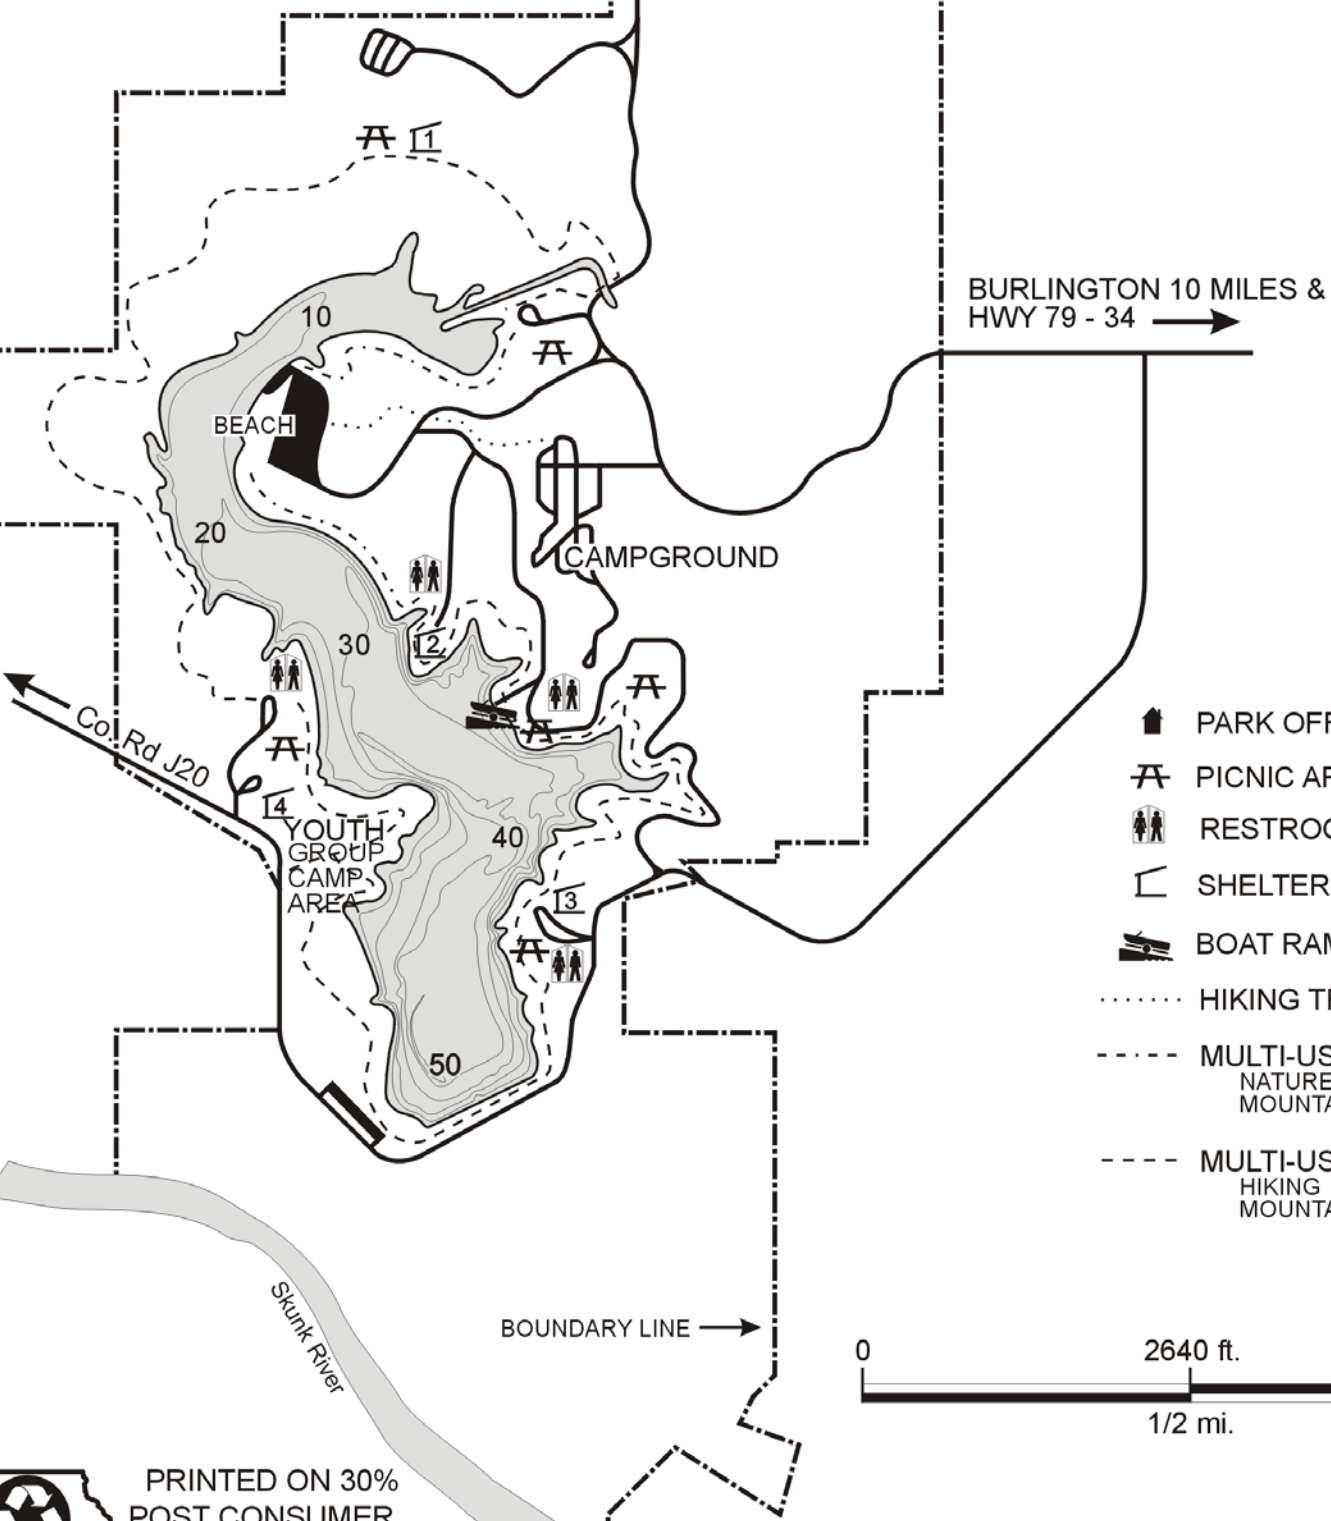 1
BURLINGTON 10 MILES &
HWY 79 - 34
10
BEACH
20
CAMPGROUND
30
2
Co. Rd J20
PARK OFF
PICNIC AR
4
YOUTH
GROUP
CAMP
AREA
40
RESTROO
3
SHELTER
BOAT RAM
HIKING TR
50
MULTI-US
NATURE
MOUNTA
MULTI-US
HIKING
MOUNTA
Skunk River
BOUNDARY LINE
0
2640 ft.
1/2 mi.
PRINTED ON 30%
POST CONSUMER